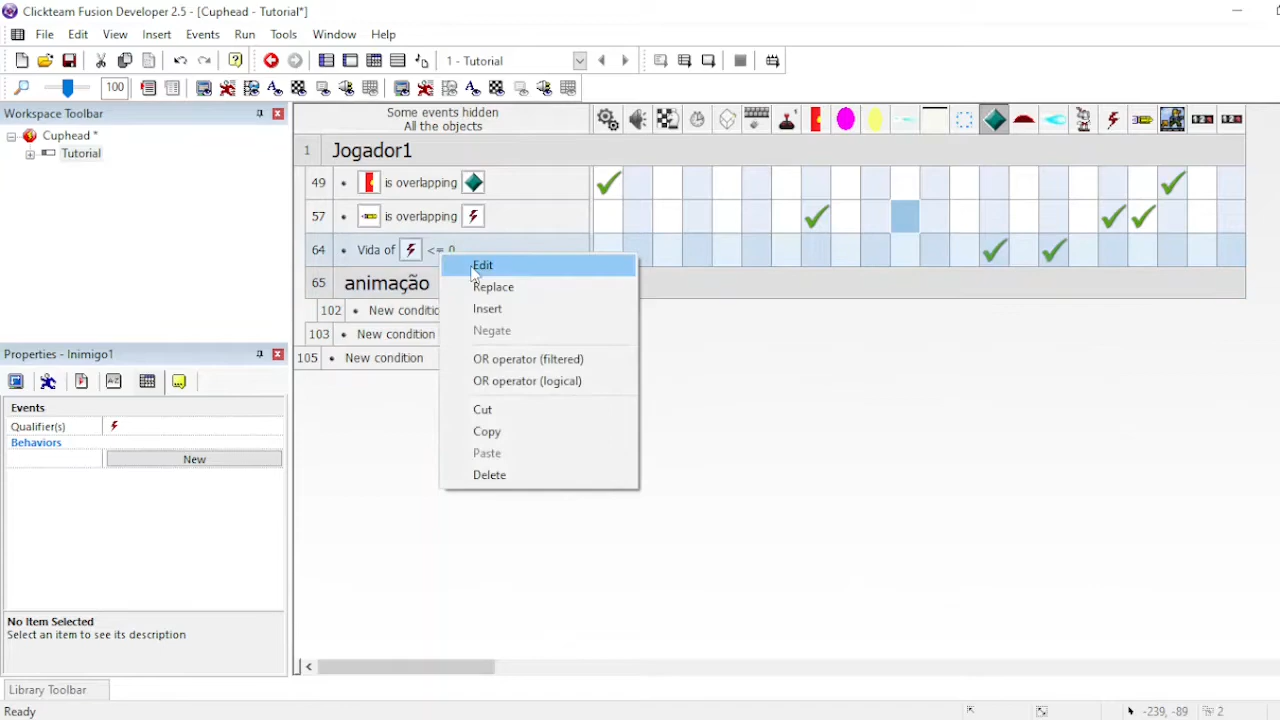 Clickteam Fusion Developer 2.5 - [Cuphead - Tutorial*]
File Edit View Insert Events Run Tools Window Help
1 - Tutorial
100
Workspace Toolbar
Cuphead *
Tutorial
Some events hidden
All the objects
1 Jogador1
49 • is overlapping
57 • is overlapping
64 • Vida of <= 0
65 animação
102 • New conditio
103 • New condition
105 • New condition
Edit
Replace
Insert
Negate
OR operator (filtered)
OR operator (logical)
Cut
Copy
Paste
Delete
Properties - Inimigo1
Events
Qualifier(s)
Behaviors
New
No Item Selected
Select an item to see its description
Library Toolbar
Ready
-239, -89
2